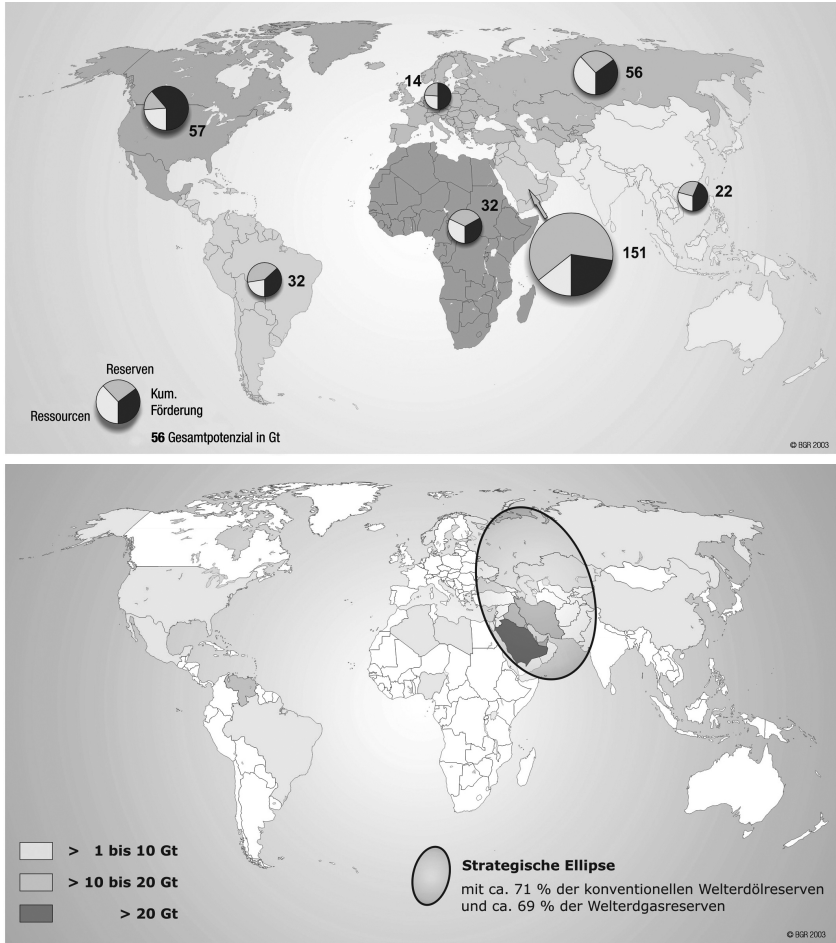 14
56
57
22
32
151
32
Reserven
Kum.
Förderung
Ressourcen
56 Gesamtpotenzial in Gt
© BGR 2003
> 1 bis 10 Gt
> 10 bis 20 Gt
> 20 Gt
Strategische Ellipse
mit ca. 71 % der konventionellen Welterdölreserven
und ca. 69 % der Welterdgasreserven
© BGR 2003